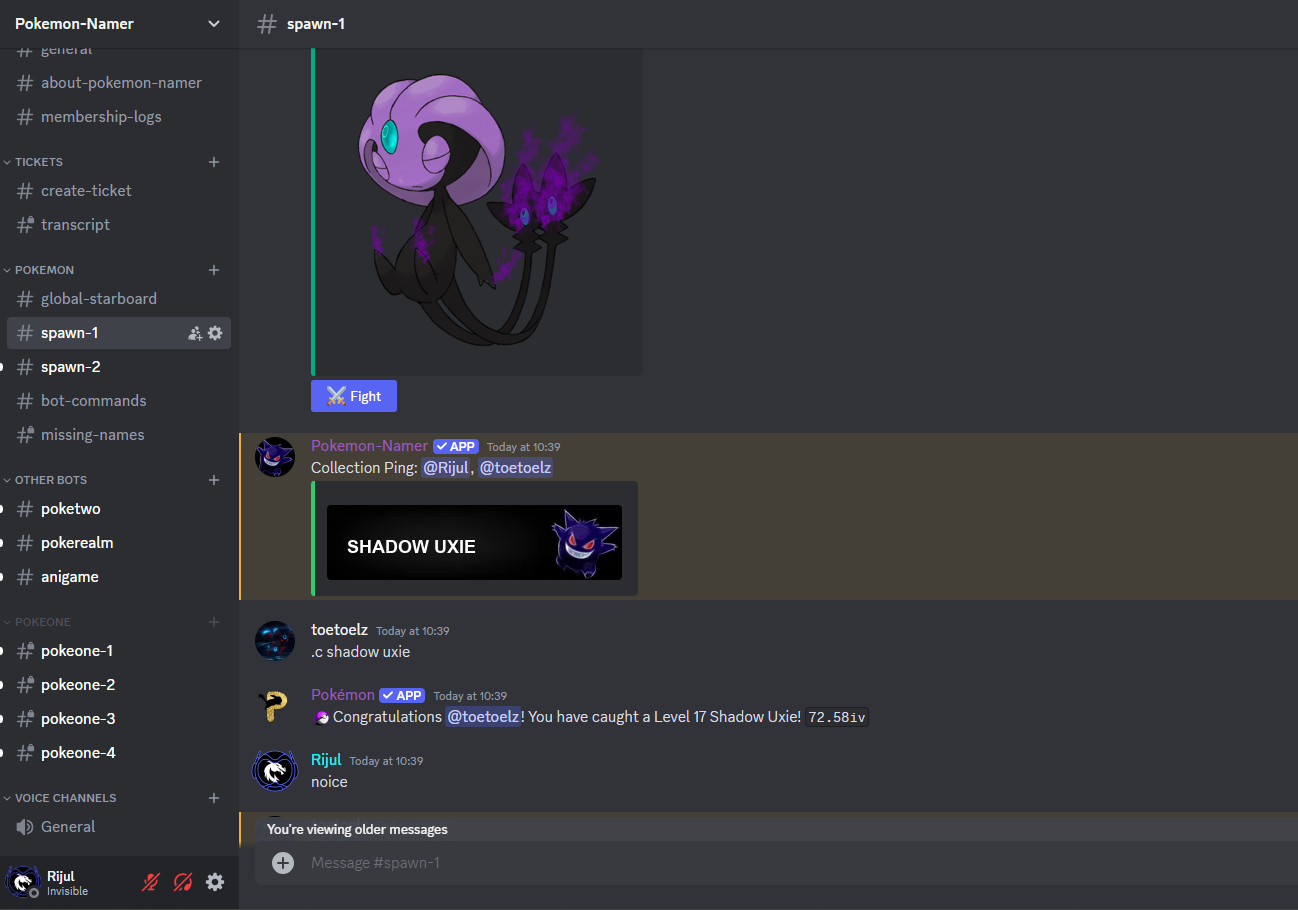 Pokemon-Namer
general
about-pokemon-namer
membership-logs
TICKETS
create-ticket
transcript
POKEMON
global-starboard
spawn-1
spawn-2
bot-commands
missing-names
OTHER BOTS
poketwo
pokerealm
anigame
POKEONE
pokeone-1
pokeone-2
pokeone-3
pokeone-4
VOICE CHANNELS
General
Rijul
Invisible
spawn-1
Fight
Pokemon-Namer APP Today at 10:39
Collection Ping: @Rijul, @toetoelz
SHADOW UXIE
toetoelz Today at 10:39
.c shadow uxie
Pokémon APP Today at 10:39
Congratulations @toetoelz! You have caught a Level 17 Shadow Uxie! 72.58iv
Rijul Today at 10:39
noice
You're viewing older messages
Message #spawn-1